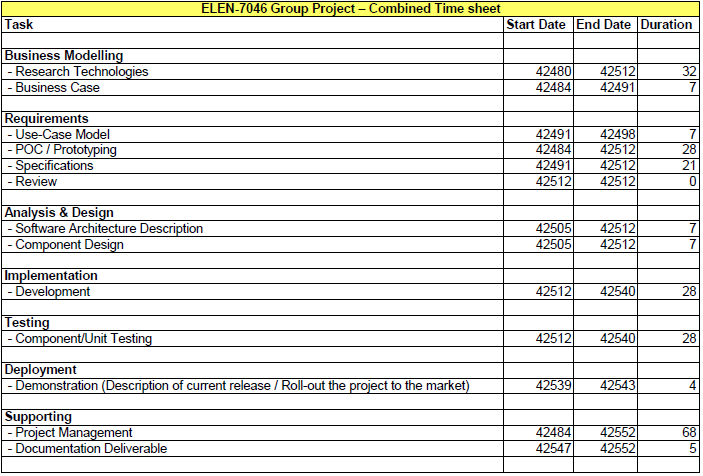 ELEN-7046 Group Project – Combined Time sheet
Task Start Date End Date Duration
Business Modelling
- Research Technologies 42480 42512 32
- Business Case 42484 42491 7
Requirements
- Use-Case Model 42491 42498 7
- POC / Prototyping 42484 42512 28
- Specifications 42491 42512 21
- Review 42512 42512 0
Analysis & Design
- Software Architecture Description 42505 42512 7
- Component Design 42505 42512 7
Implementation
- Development 42512 42540 28
Testing
- Component/Unit Testing 42512 42540 28
Deployment
- Demonstration (Description of current release / Roll-out the project to the market) 42539 42543 4
Supporting
- Project Management 42484 42552 68
- Documentation Deliverable 42547 42552 5